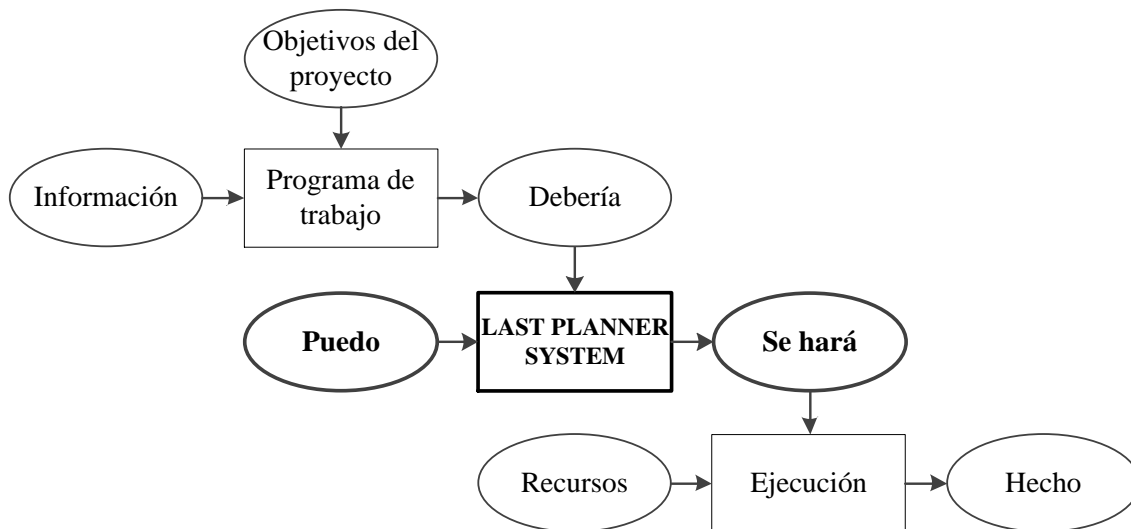 Objetivos del
proyecto
Información
Programa de
trabajo
Debería
Puedo
LAST PLANNER
SYSTEM
Se hará
Recursos
Ejecución
Hecho